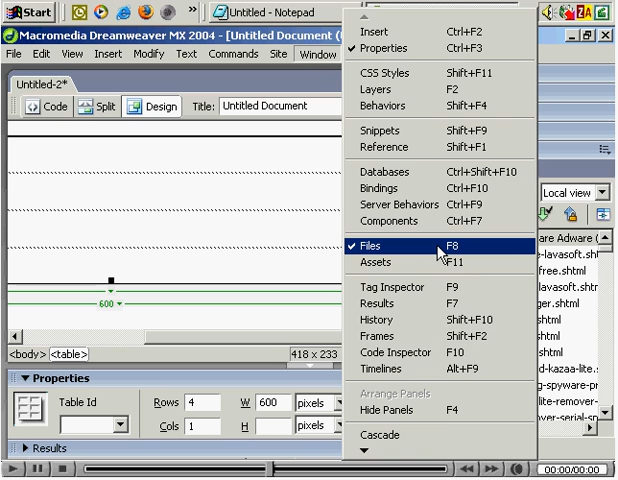 Start
»
Untitled - Notepad
ZA
Macromedia Dreamweaver MX 2004 - [Untitled Document (
File Edit View Insert Modify Text Commands Site Window
Untitled-2*
Code Split Design Title: Untitled Document
Insert Ctrl+F2
Properties Ctrl+F3
CSS Styles Shift+F11
Layers F2
Behaviors Shift+F4
Snippets Shift+F9
Reference Shift+F1
Databases Ctrl+Shift+F10
Bindings Ctrl+F10
Server Behaviors Ctrl+F9
Components Ctrl+F7
Files F8
Assets F11
Tag Inspector F9
Results F7
History Shift+F10
Frames Shift+F2
Code Inspector F10
Timelines Alt+F9
Arrange Panels
Hide Panels F4
Cascade
Local view
are Adware (
e-lavasoft.shtml
free.shtml
ger.shtml
shtml
shtml
d-kazaa-lite.s
g-spyware-pr
lite-remover-
ver-serial-sp
600
<body> <table> 418 x 233
Properties
Table Id Rows 4 W 600 pixels
Cols 1 H pixels
Results
00:00/00:00